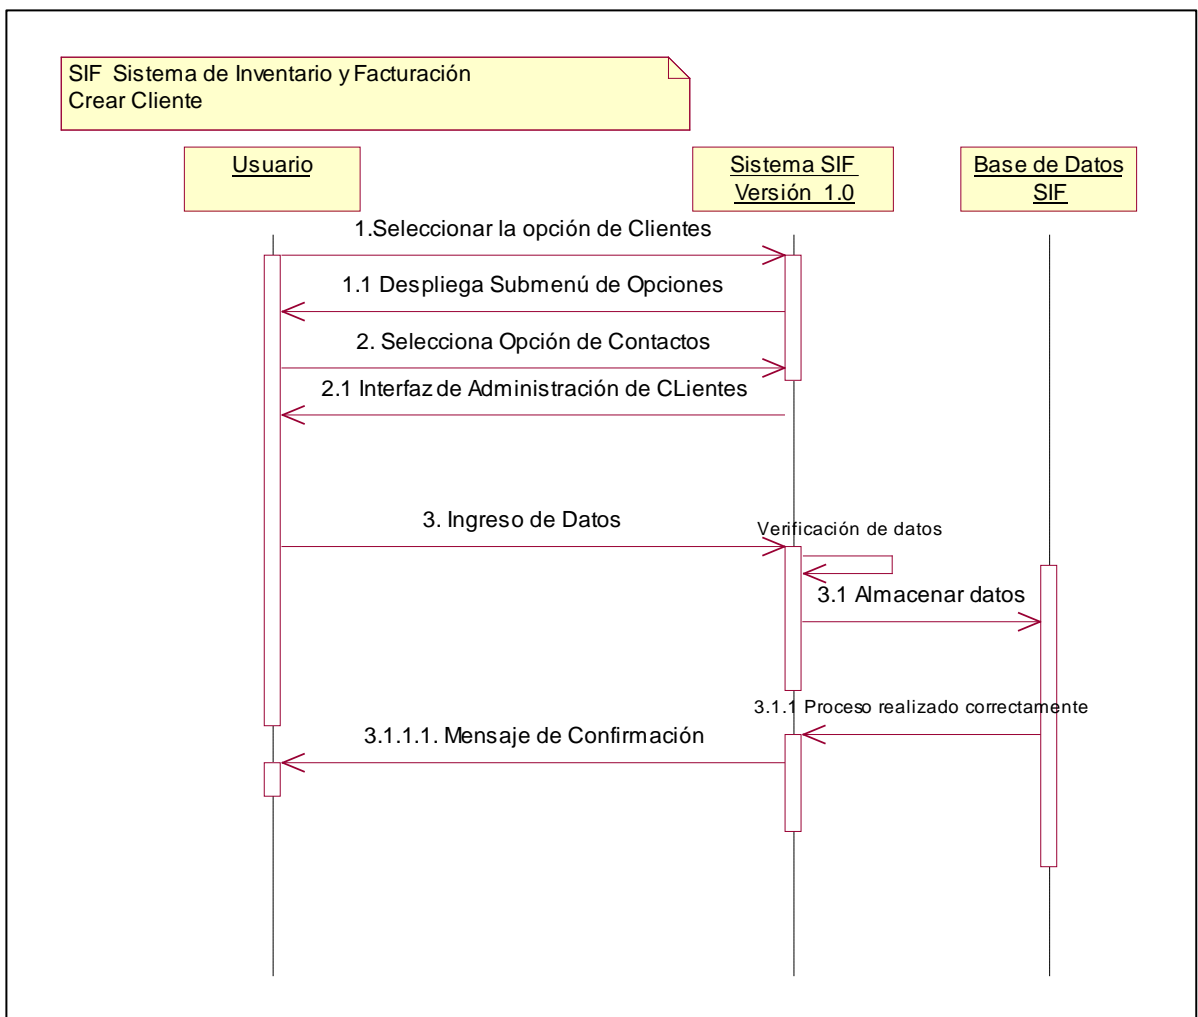 SIF  Sistema de Inventario y Facturación
Crear Cliente
Usuario
Sistema SIF
Versión  1.0
Base de Datos
SIF
1.Seleccionar la opción de Clientes
1.1 Despliega Submenú de Opciones
2. Selecciona Opción de Contactos
2.1 Interfaz de Administración de CLientes
3. Ingreso de Datos
Verificación de datos
3.1 Almacenar datos
3.1.1 Proceso realizado correctamente
3.1.1.1. Mensaje de Confirmación